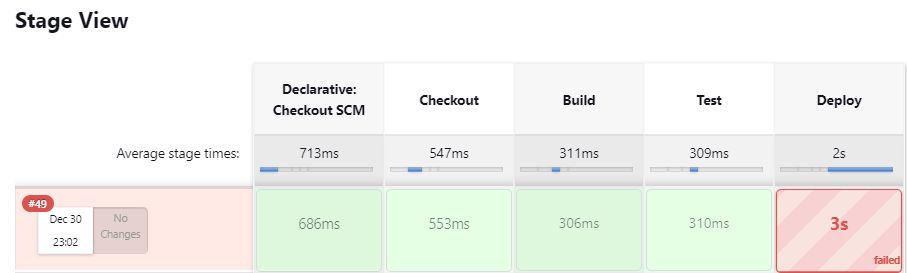 Stage View
Declarative:
Checkout SCM
Checkout
Build
Test
Deploy
Average stage times:
713ms
547ms
311ms
309ms
2s
#49
Dec 30
23:02
No
Changes
686ms
553ms
306ms
310ms
3s
failed